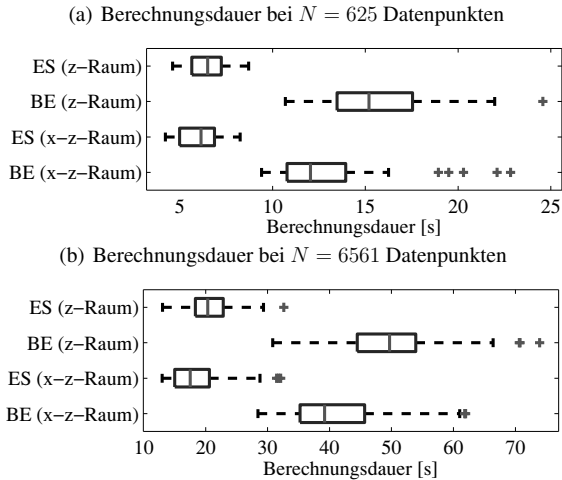 (a) Berechnungsdauer bei N = 625 Datenpunkten
ES (z−Raum)
BE (z−Raum)
ES (x−z−Raum)
BE (x−z−Raum)
5 10 15 20 25
Berechnungsdauer [s]
(b) Berechnungsdauer bei N = 6561 Datenpunkten
ES (z−Raum)
BE (z−Raum)
ES (x−z−Raum)
BE (x−z−Raum)
10 20 30 40 50 60 70
Berechnungsdauer [s]